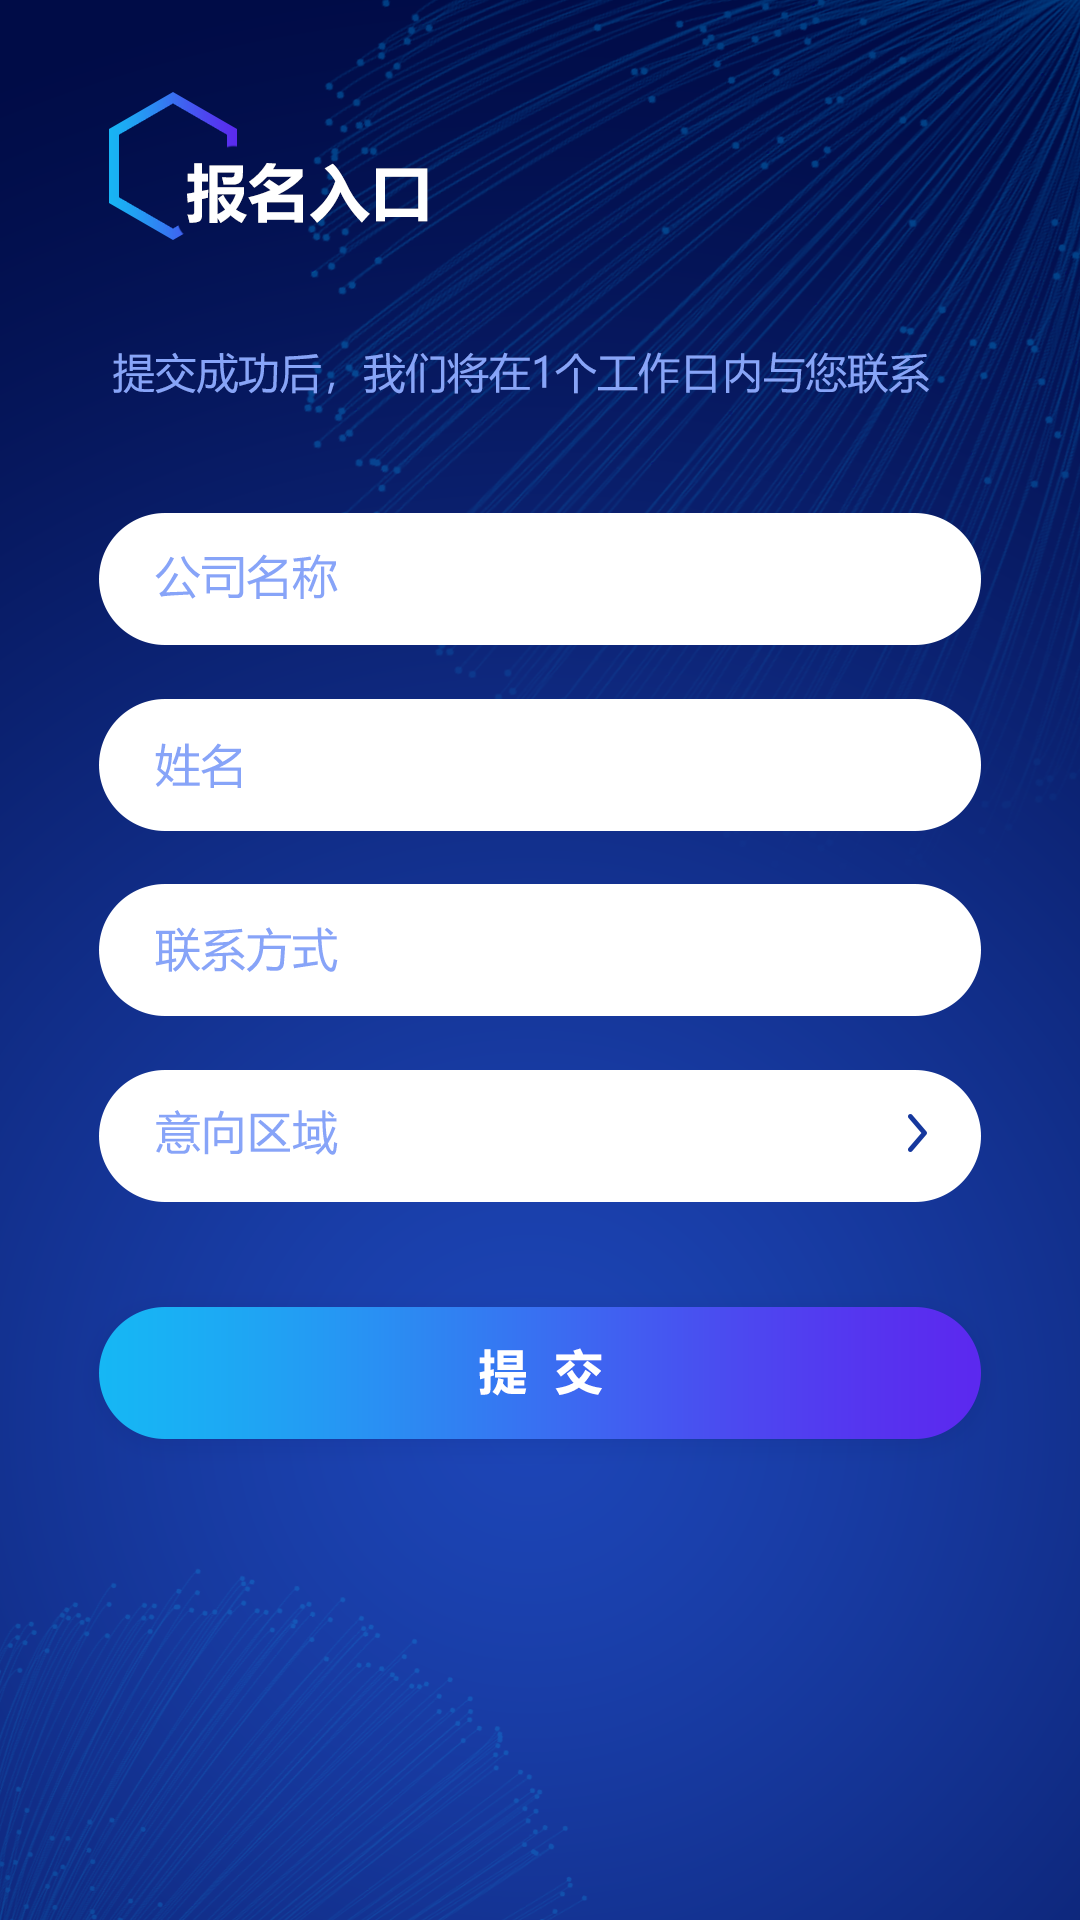 报名入口
提交成功后，我们将在1个工作日内与您联系
公司名称
姓名
联系方式
意向区域
提 交